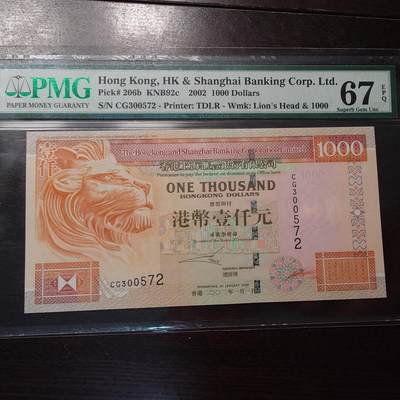 PMG
PAPER MONEY GUARANTY
Hong Kong, HK & Shanghai Banking Corp. Ltd.
Pick# 206b KNB92c 2002 1000 Dollars
S/N CG300572 - Printer: TDLR - Wmk: Lion's Head & 1000
67 EPQ
Superb Gem Unc
壹仟
The Hongkong and Shanghai Banking Corporation Limited
1000
香港上海滙豐銀行有限公司
ONE THOUSAND
HONGKONG DOLLARS
港幣壹仟元
CG300572
CG300572